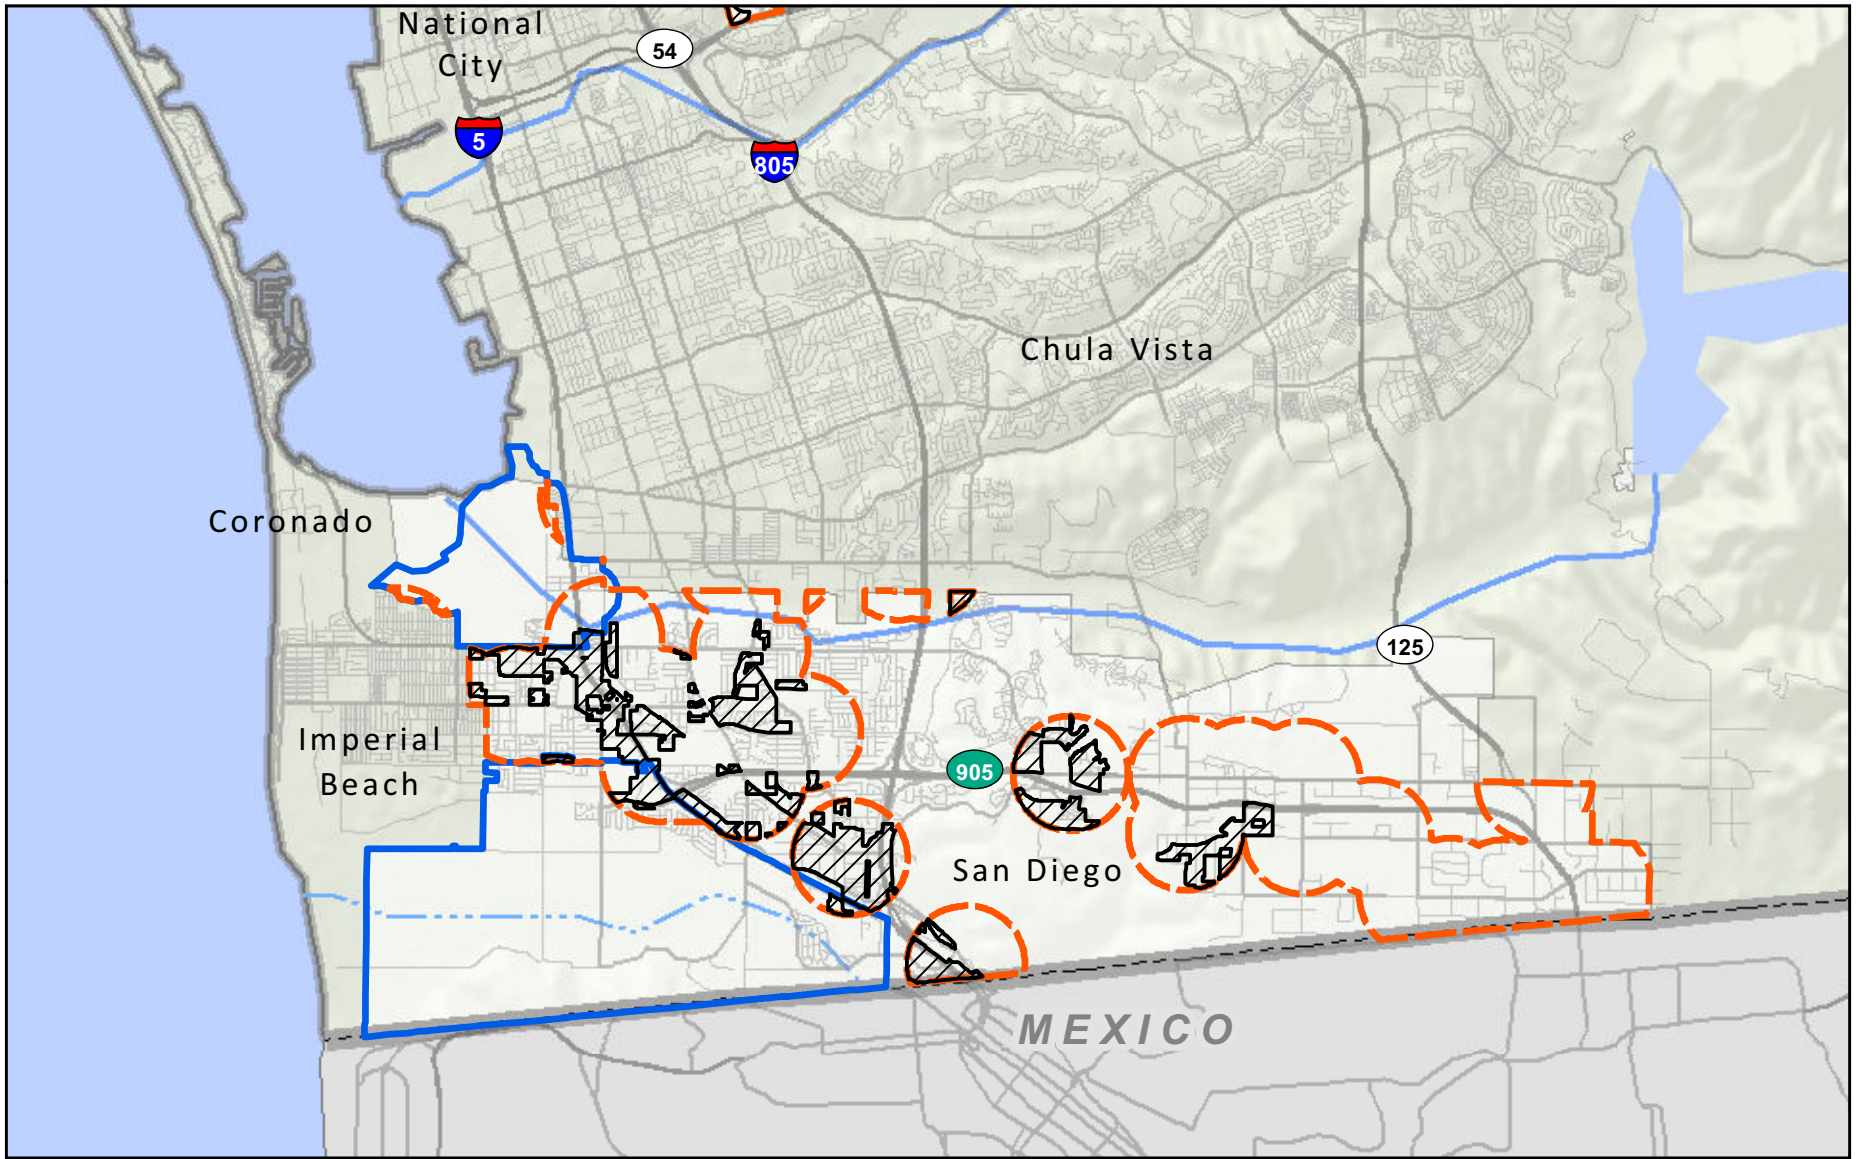 National
City
54
5
805
Chula Vista
Coronado
125
Imperial
Beach
905
San Diego
MEXICO